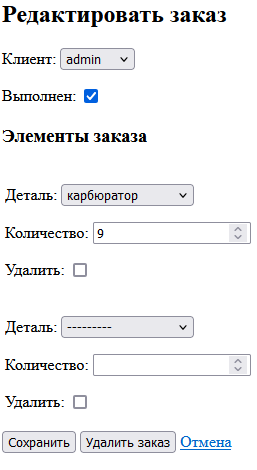 Редактировать заказ
Клиент: admin
Выполнен:
Элементы заказа
Деталь: карбюратор
Количество: 9
Удалить:
Деталь: ---------
Количество:
Удалить:
Сохранить Удалить заказ Отмена